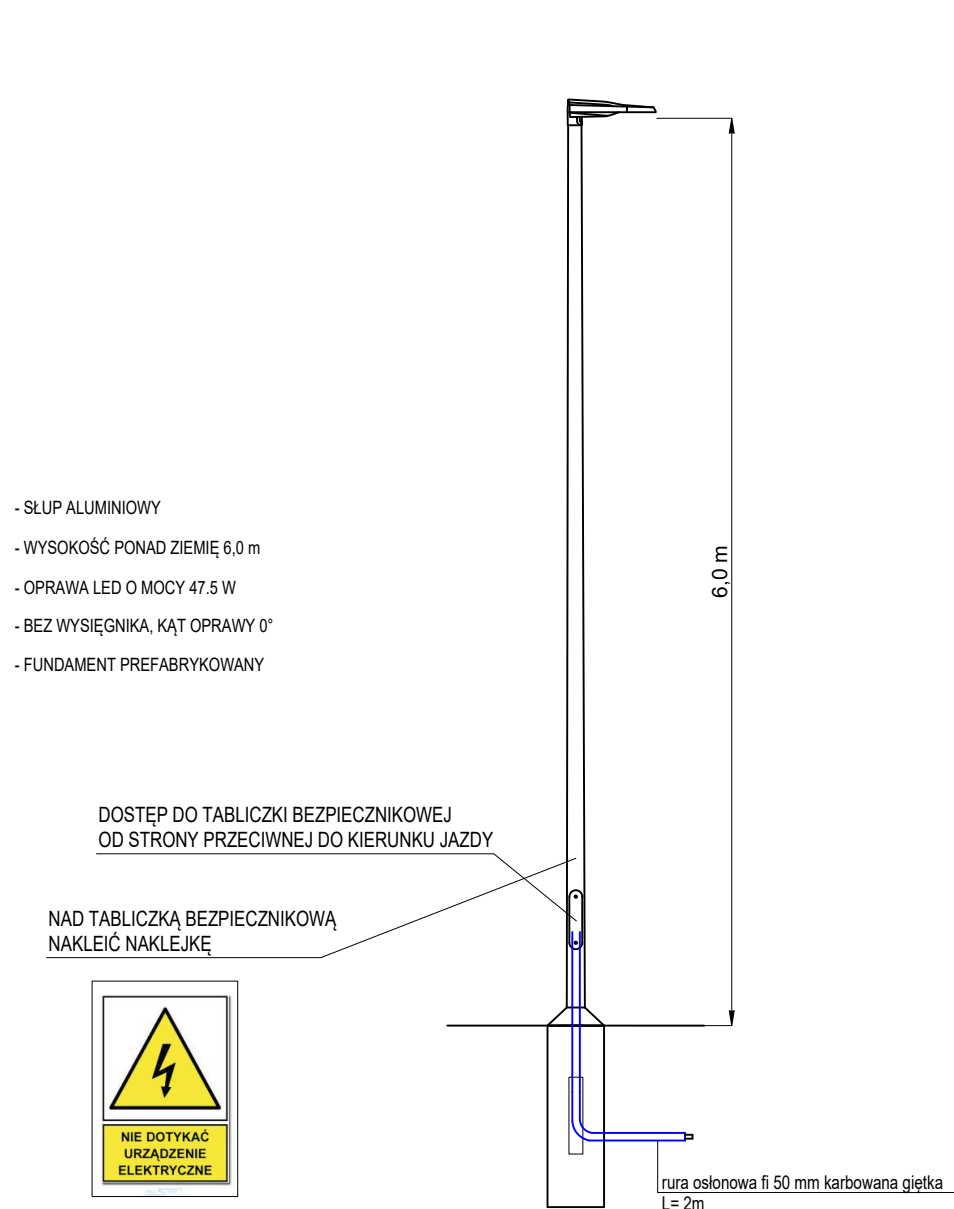 - SŁUP ALUMINIOWY
- WYSOKOŚĆ PONAD ZIEMIĘ 6,0 m
- OPRAWA LED O MOCY 47.5 W
- BEZ WYSIĘGNIKA, KĄT OPRAWY 0°
- FUNDAMENT PREFABRYKOWANY
6,0 m
DOSTĘP DO TABLICZKI BEZPIECZNIKOWEJ
OD STRONY PRZECIWNEJ DO KIERUNKU JAZDY
NAD TABLICZKĄ BEZPIECZNIKOWĄ
NAKLEIĆ NAKLEJKĘ
NIE DOTYKAĆ
URZĄDZENIE
ELEKTRYCZNE
rura osłonowa fi 50 mm karbowana giętka
L= 2m